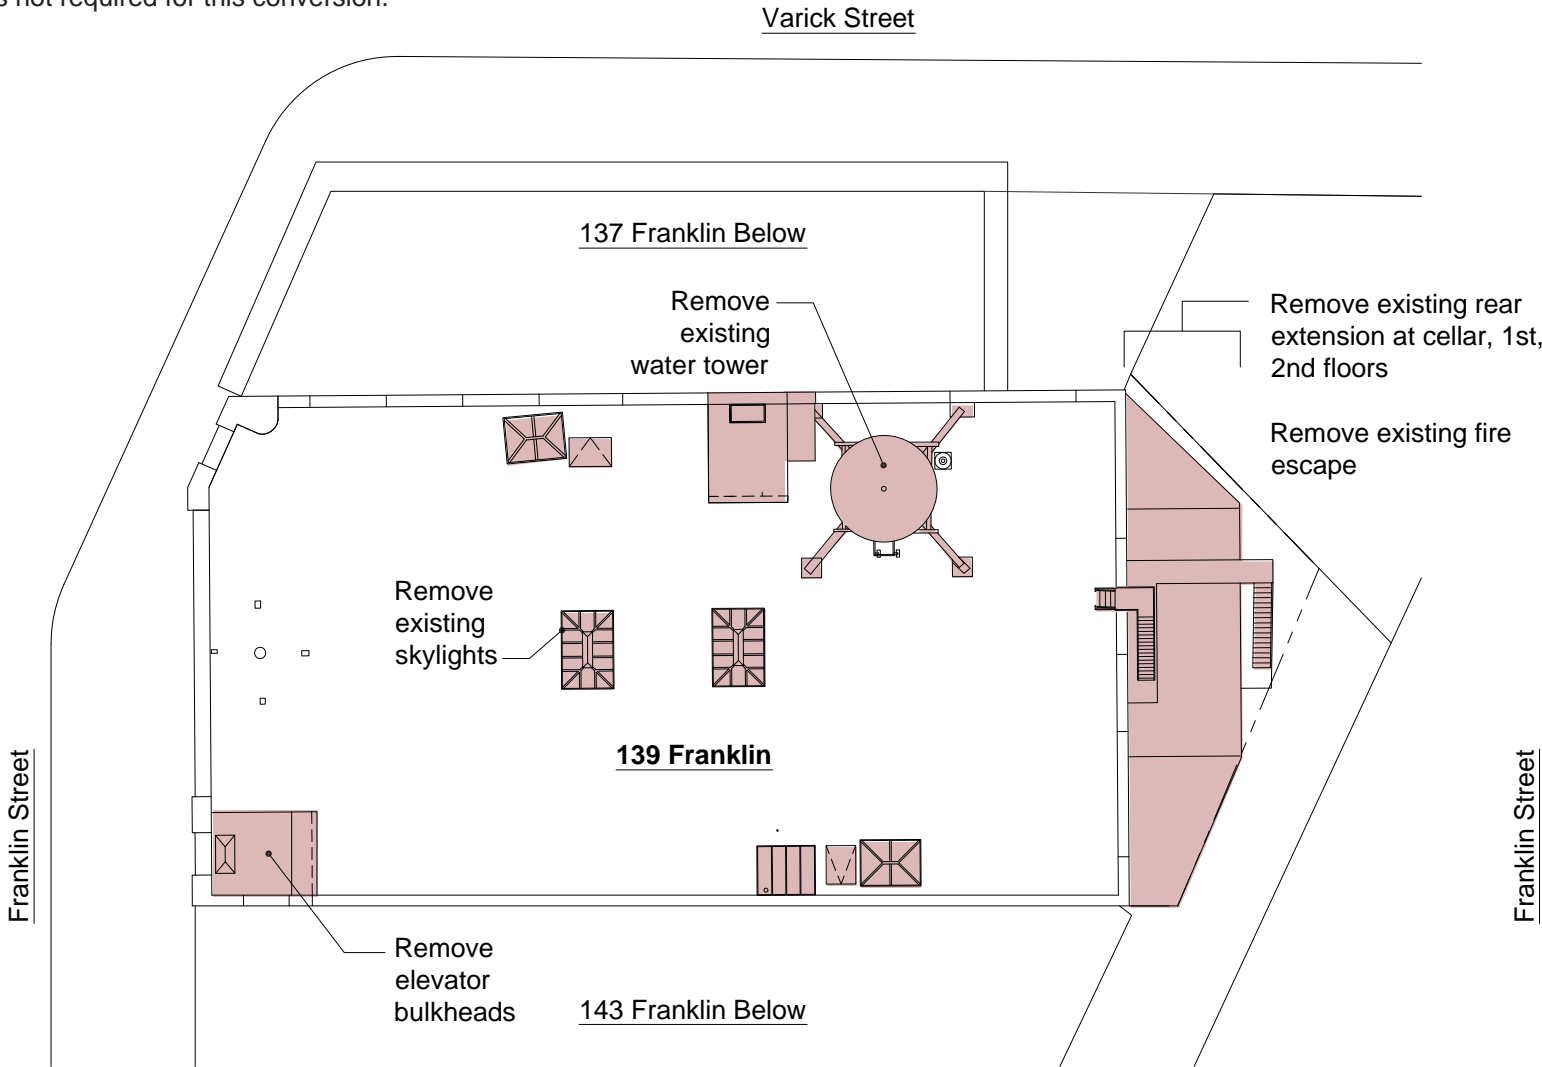 s not required for this conversion.
Varick Street
137 Franklin Below
Remove
existing
water tower
Remove existing rear
extension at cellar, 1st,
2nd floors
Remove existing fire
escape
Remove
existing
skylights
139 Franklin
Franklin Street
Franklin Street
Remove
elevator
bulkheads
143 Franklin Below